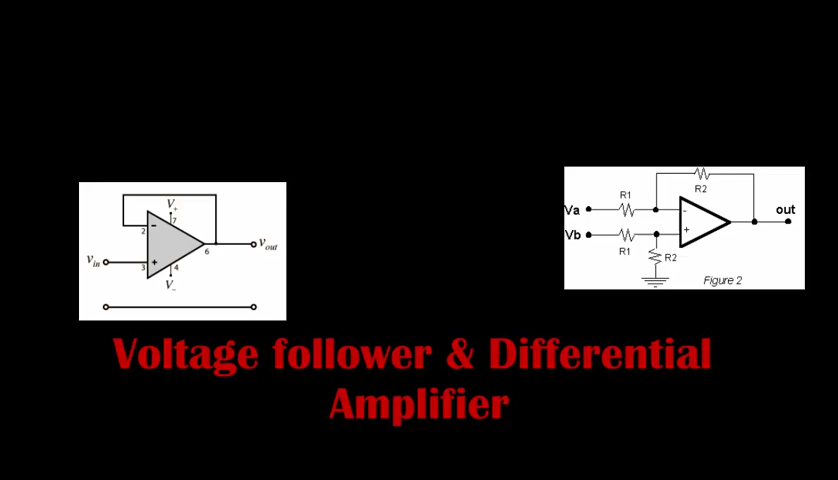 V+
7
2
-
6
vout
vin
3
+
4
V-
R1
R2
Va
-
out
Vb
+
R1
R2
Figure 2
Voltage follower & Differential
Amplifier